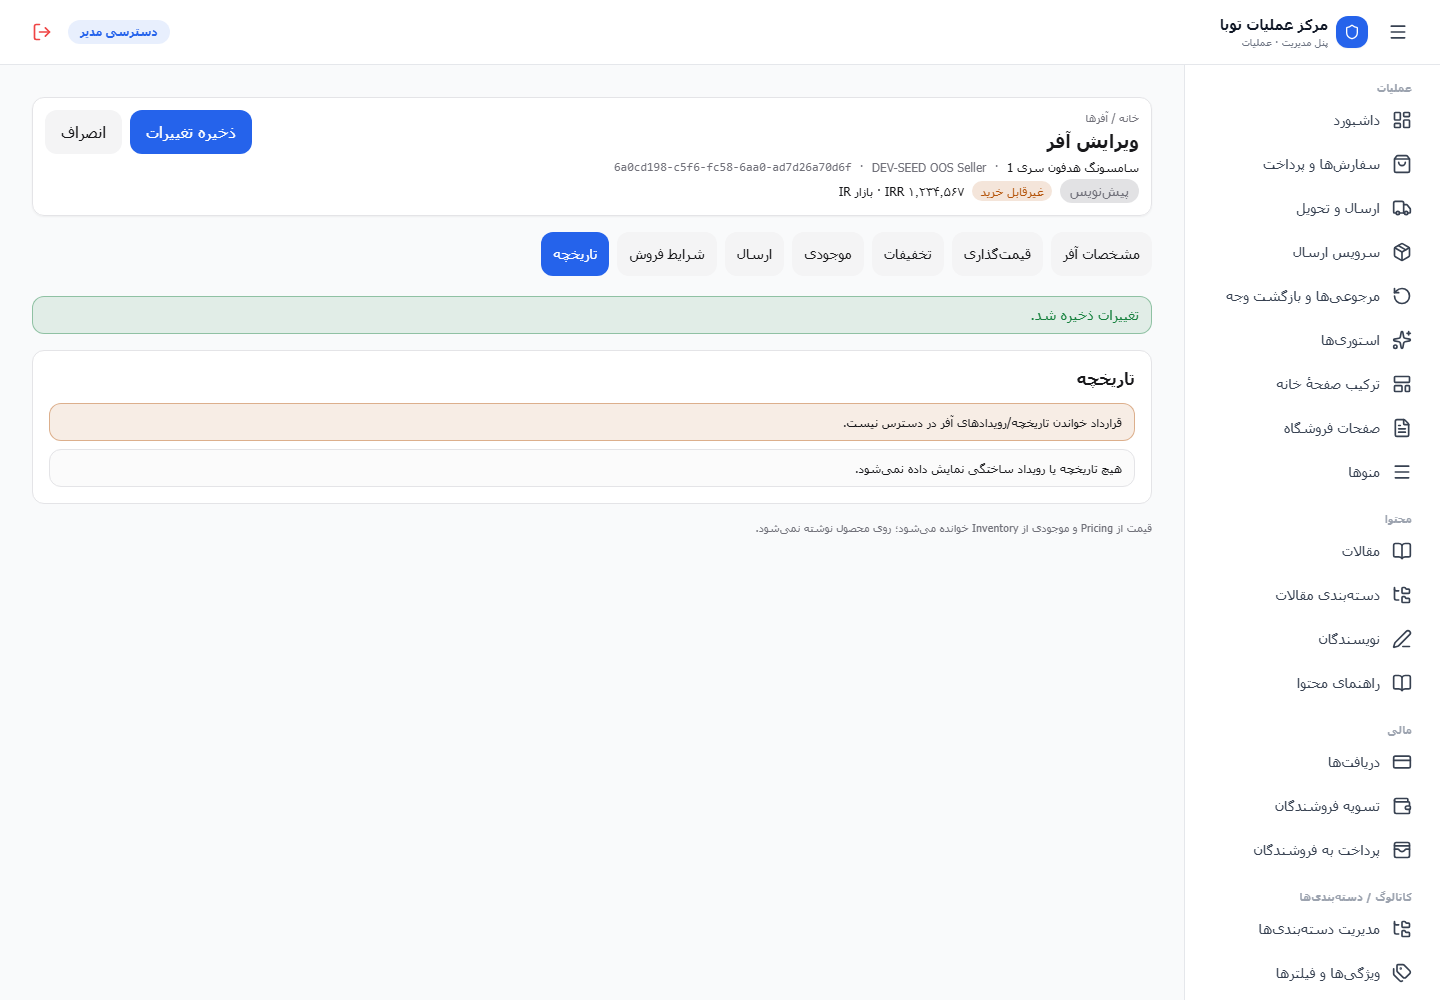 مرکز عملیات نوبا
پنل مدیریت · عملیات
دسترسی مدیر
عملیات
داشبورد
سفارش‌ها و پرداخت
ارسال و تحویل
سرویس ارسال
مرجوعی‌ها و بازگشت وجه
استوری‌ها
ترکیب صفحهٔ خانه
صفحات فروشگاه
منوها
محتوا
مقالات
دسته‌بندی مقالات
نویسندگان
راهنمای محتوا
مالی
دریافت‌ها
تسویه فروشندگان
پرداخت به فروشندگان
کاتالوگ / دسته‌بندی‌ها
مدیریت دسته‌بندی‌ها
ویژگی‌ها و فیلترها
خانه / آفرها
ویرایش آفر
سامسونگ هدفون سری 1 · DEV-SEED OOS Seller · 6a0cd198-c5f6-fc58-6aa0-ad7d26a70d6f
پیش‌نویس غیرقابل خرید ۱,۲۳۴,۵۶۷ IRR · بازار IR
ذخیره تغییرات
انصراف
مشخصات آفر
قیمت‌گذاری
تخفیفات
موجودی
ارسال
شرایط فروش
تاریخچه
تغییرات ذخیره شد.
تاریخچه
قرارداد خواندن تاریخچه/رویدادهای آفر در دسترس نیست.
هیچ تاریخچه یا رویداد ساختگی نمایش داده نمی‌شود.
قیمت از Pricing و موجودی از Inventory خوانده می‌شود؛ روی محصول نوشته نمی‌شود.